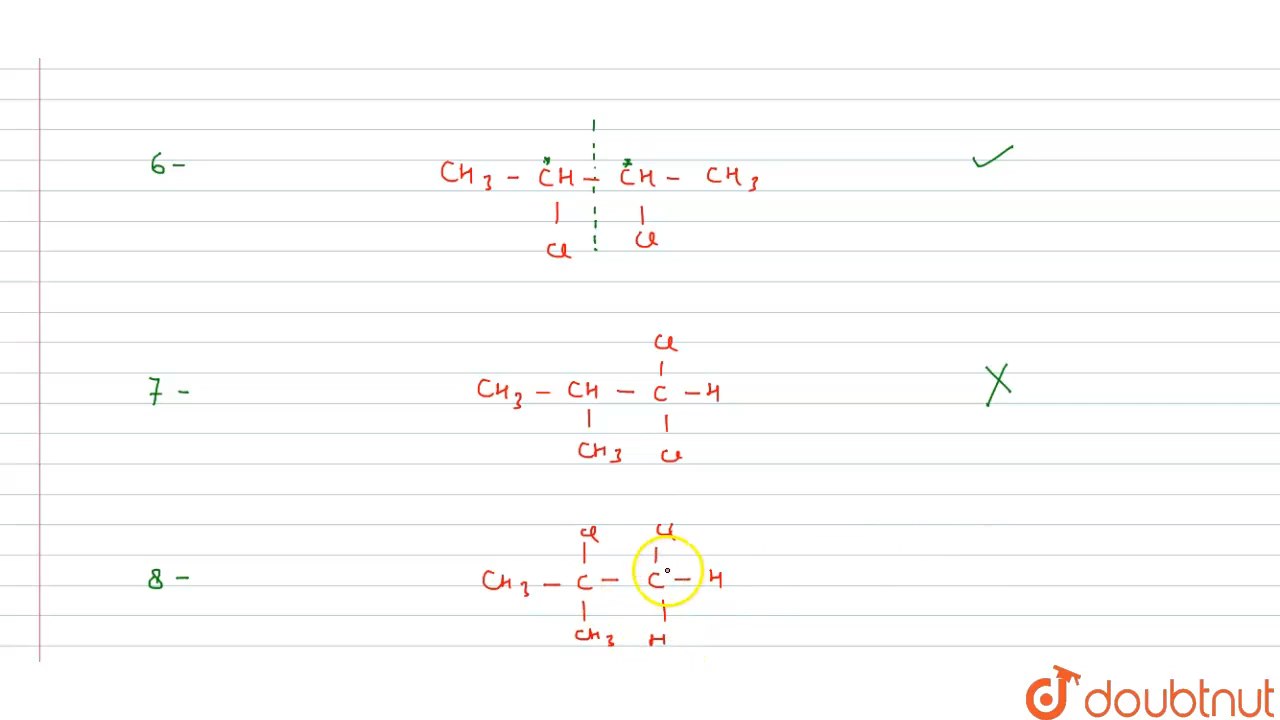 6 - CH3 - *CH - *CH - CH3 ✓
| |
Cl Cl
Cl
|
7 - CH3 - CH - C - H X
| |
CH3 Cl
Cl Cl
| |
8 - CH3 - C - C - H
| |
CH3 H
doubtnut